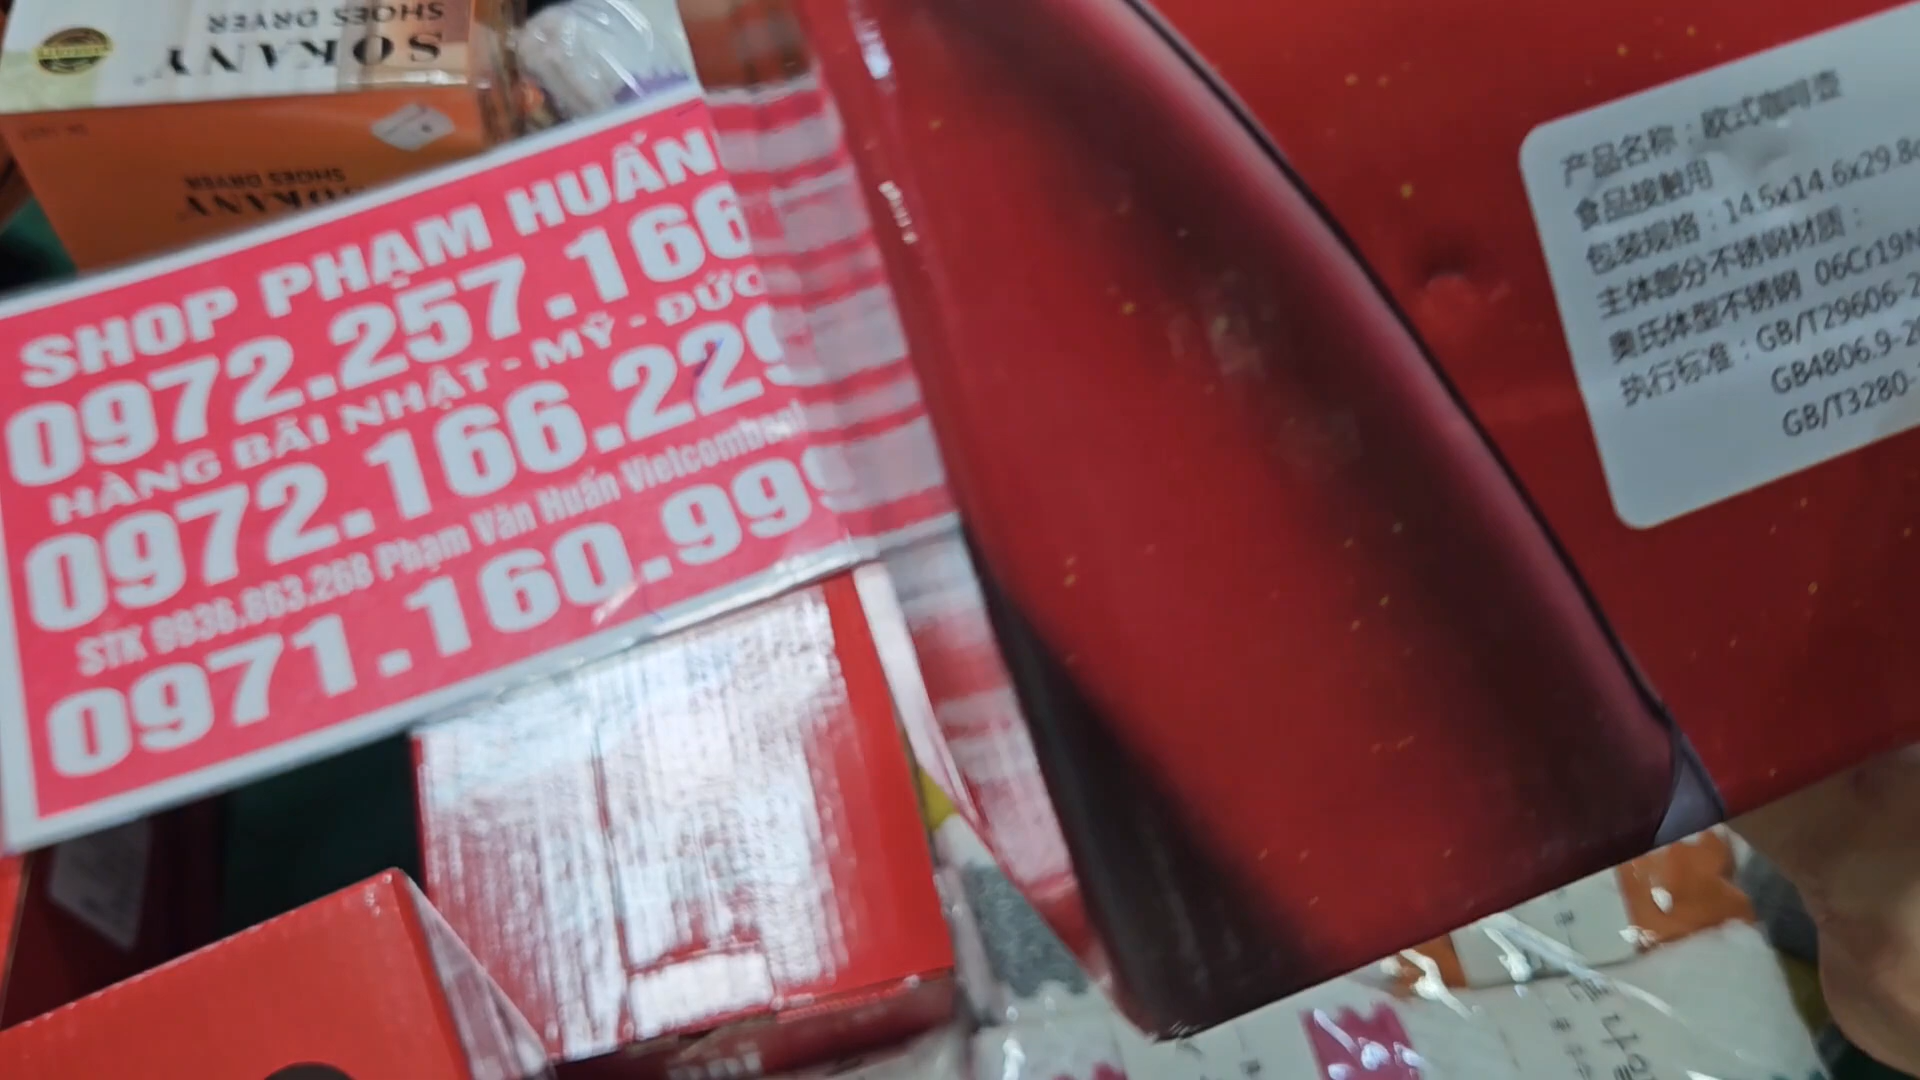 SHOES DRYER
SOKANY
SHOES DRYER
SOKANY
SHOP PHẠM HUẤN
0972.257.166
HÀNG BÃI NHẬT - MỸ - ĐỨC
0972.166.229
STK 9936.863.268 Phạm Văn Huấn Vietcombank
0971.160.999
产品名称：欧式咖啡壶
食品接触用
包装规格：14.5x14.6x29.8c
主体部分不锈钢材质：
奥氏体型不锈钢 06Cr19N
执行标准：GB/T29606-2
GB4806.9-20
GB/T3280-